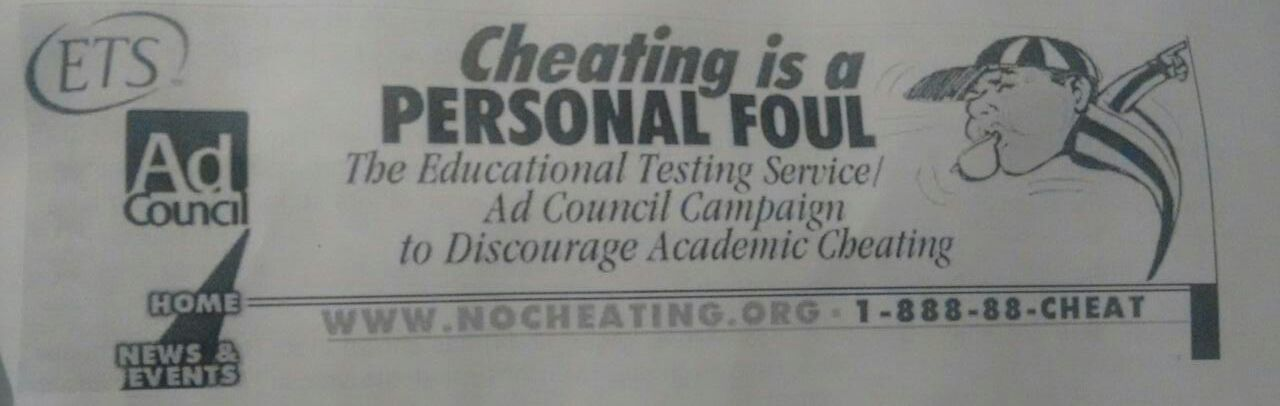 ETS
Ad
Council
HOME
NEWS &
EVENTS
Cheating is a
PERSONAL FOUL
The Educational Testing Service/
Ad Council Campaign
to Discourage Academic Cheating
WWW.NOCHEATING.ORG · 1-888-88-CHEAT